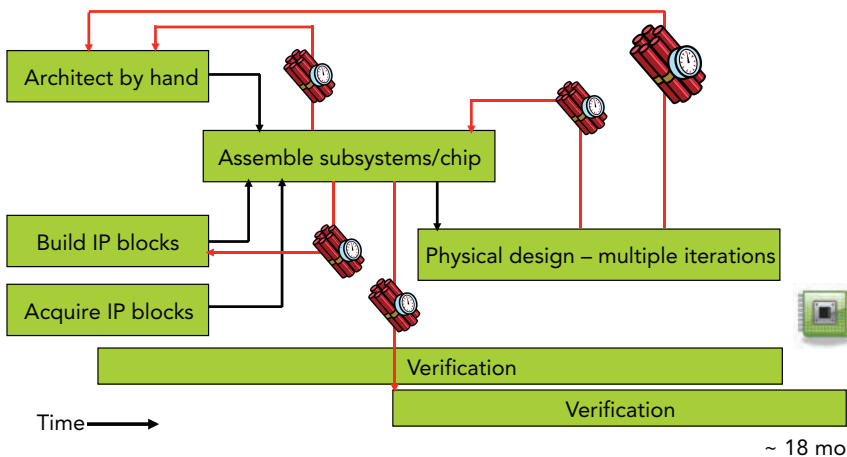 Architect by hand
Assemble subsystems/chip
Build IP blocks
Physical design – multiple iterations
Acquire IP blocks
Verification
Verification
Time
~ 18 mo